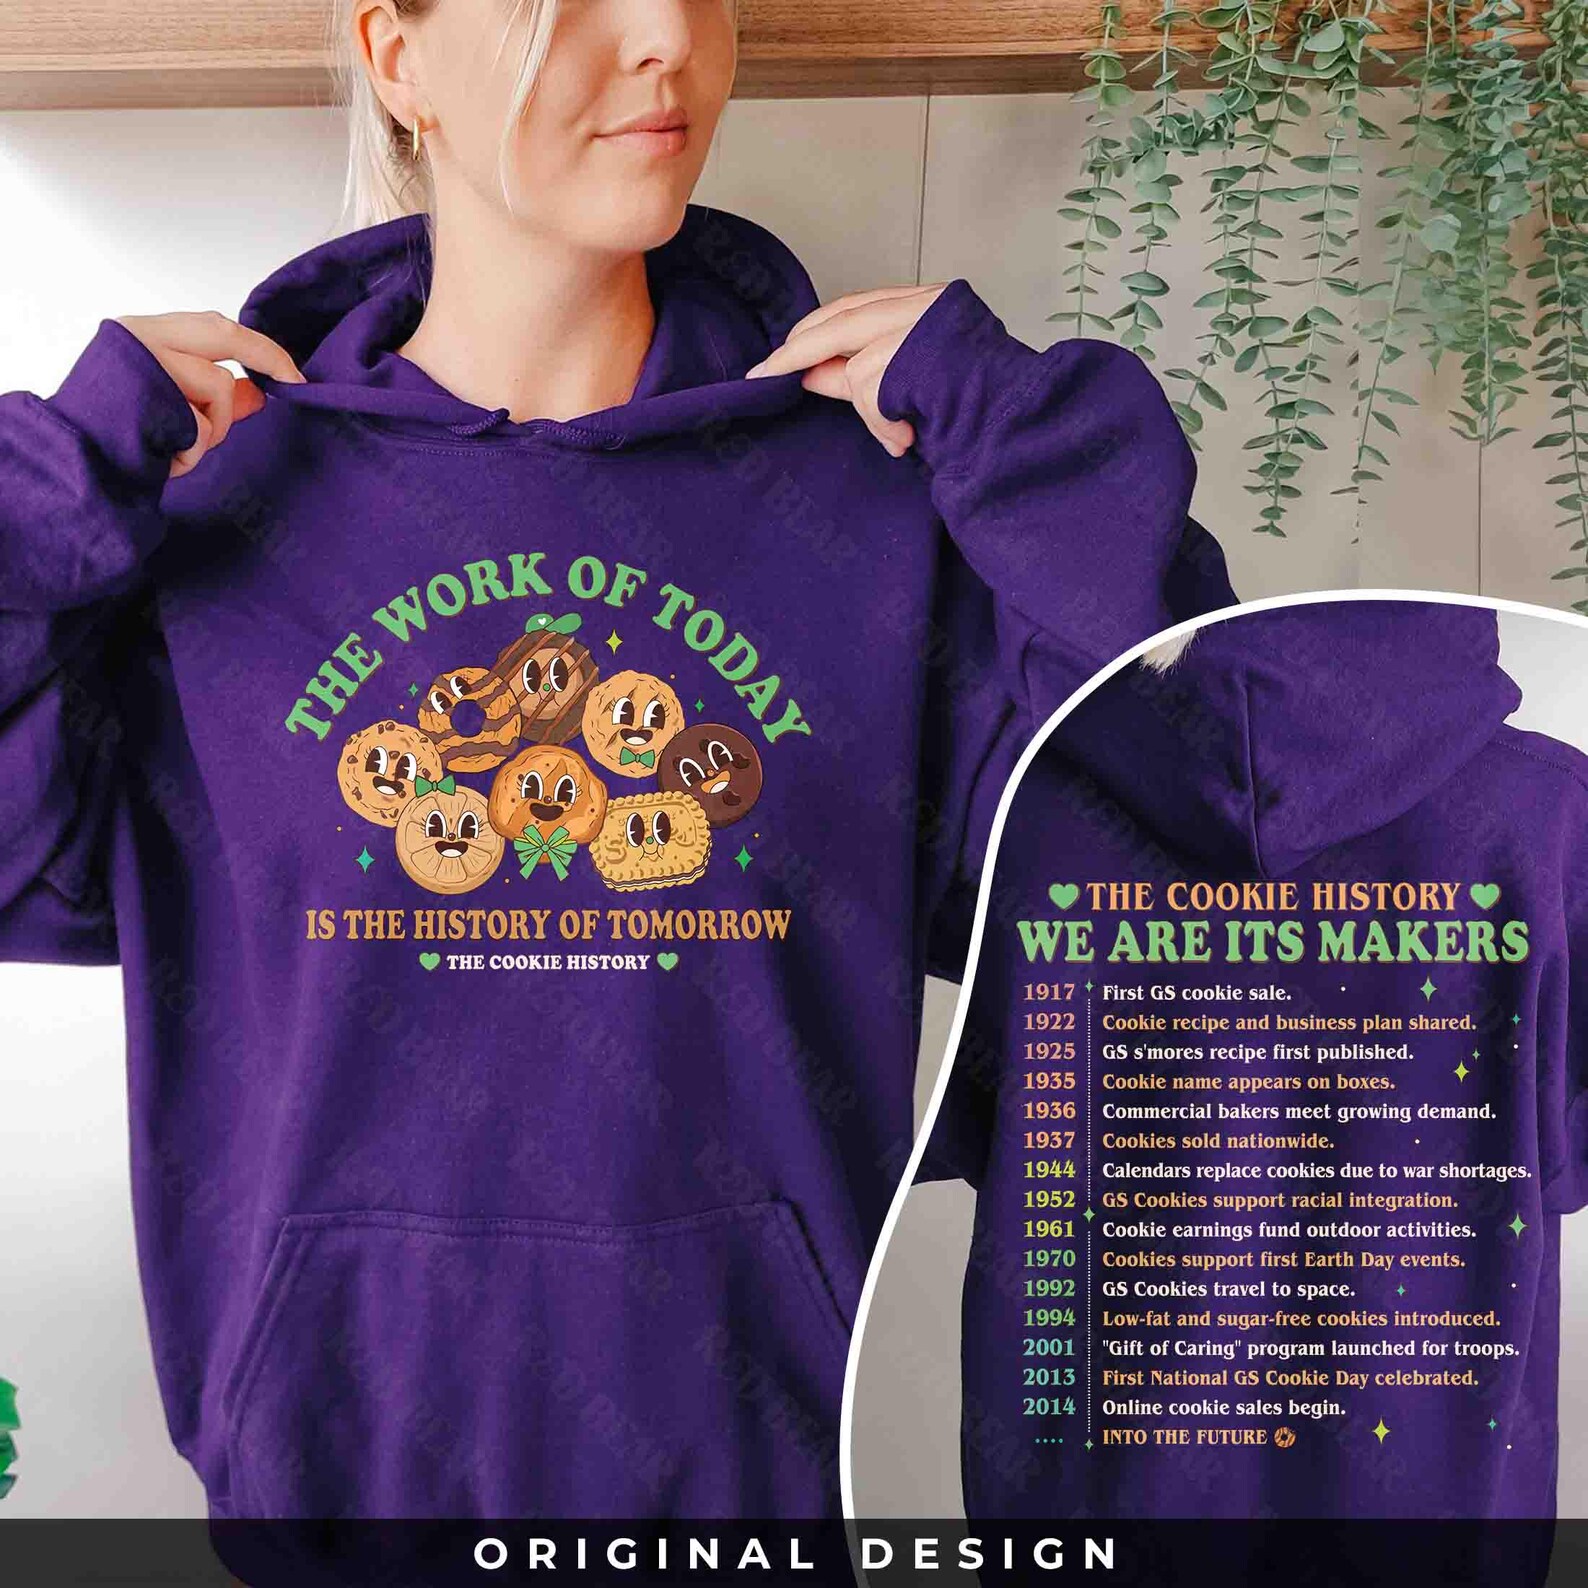 THE WORK OF TODAY
IS THE HISTORY OF TOMORROW
THE COOKIE HISTORY
THE COOKIE HISTORY
WE ARE ITS MAKERS
1917 First GS cookie sale.
1922 Cookie recipe and business plan shared.
1925 GS s'mores recipe first published.
1935 Cookie name appears on boxes.
1936 Commercial bakers meet growing demand.
1937 Cookies sold nationwide.
1944 Calendars replace cookies due to war shortages.
1952 GS Cookies support racial integration.
1961 Cookie earnings fund outdoor activities.
1970 Cookies support first Earth Day events.
1992 GS Cookies travel to space.
1994 Low-fat and sugar-free cookies introduced.
2001 "Gift of Caring" program launched for troops.
2013 First National GS Cookie Day celebrated.
2014 Online cookie sales begin.
.... INTO THE FUTURE
ORIGINAL DESIGN